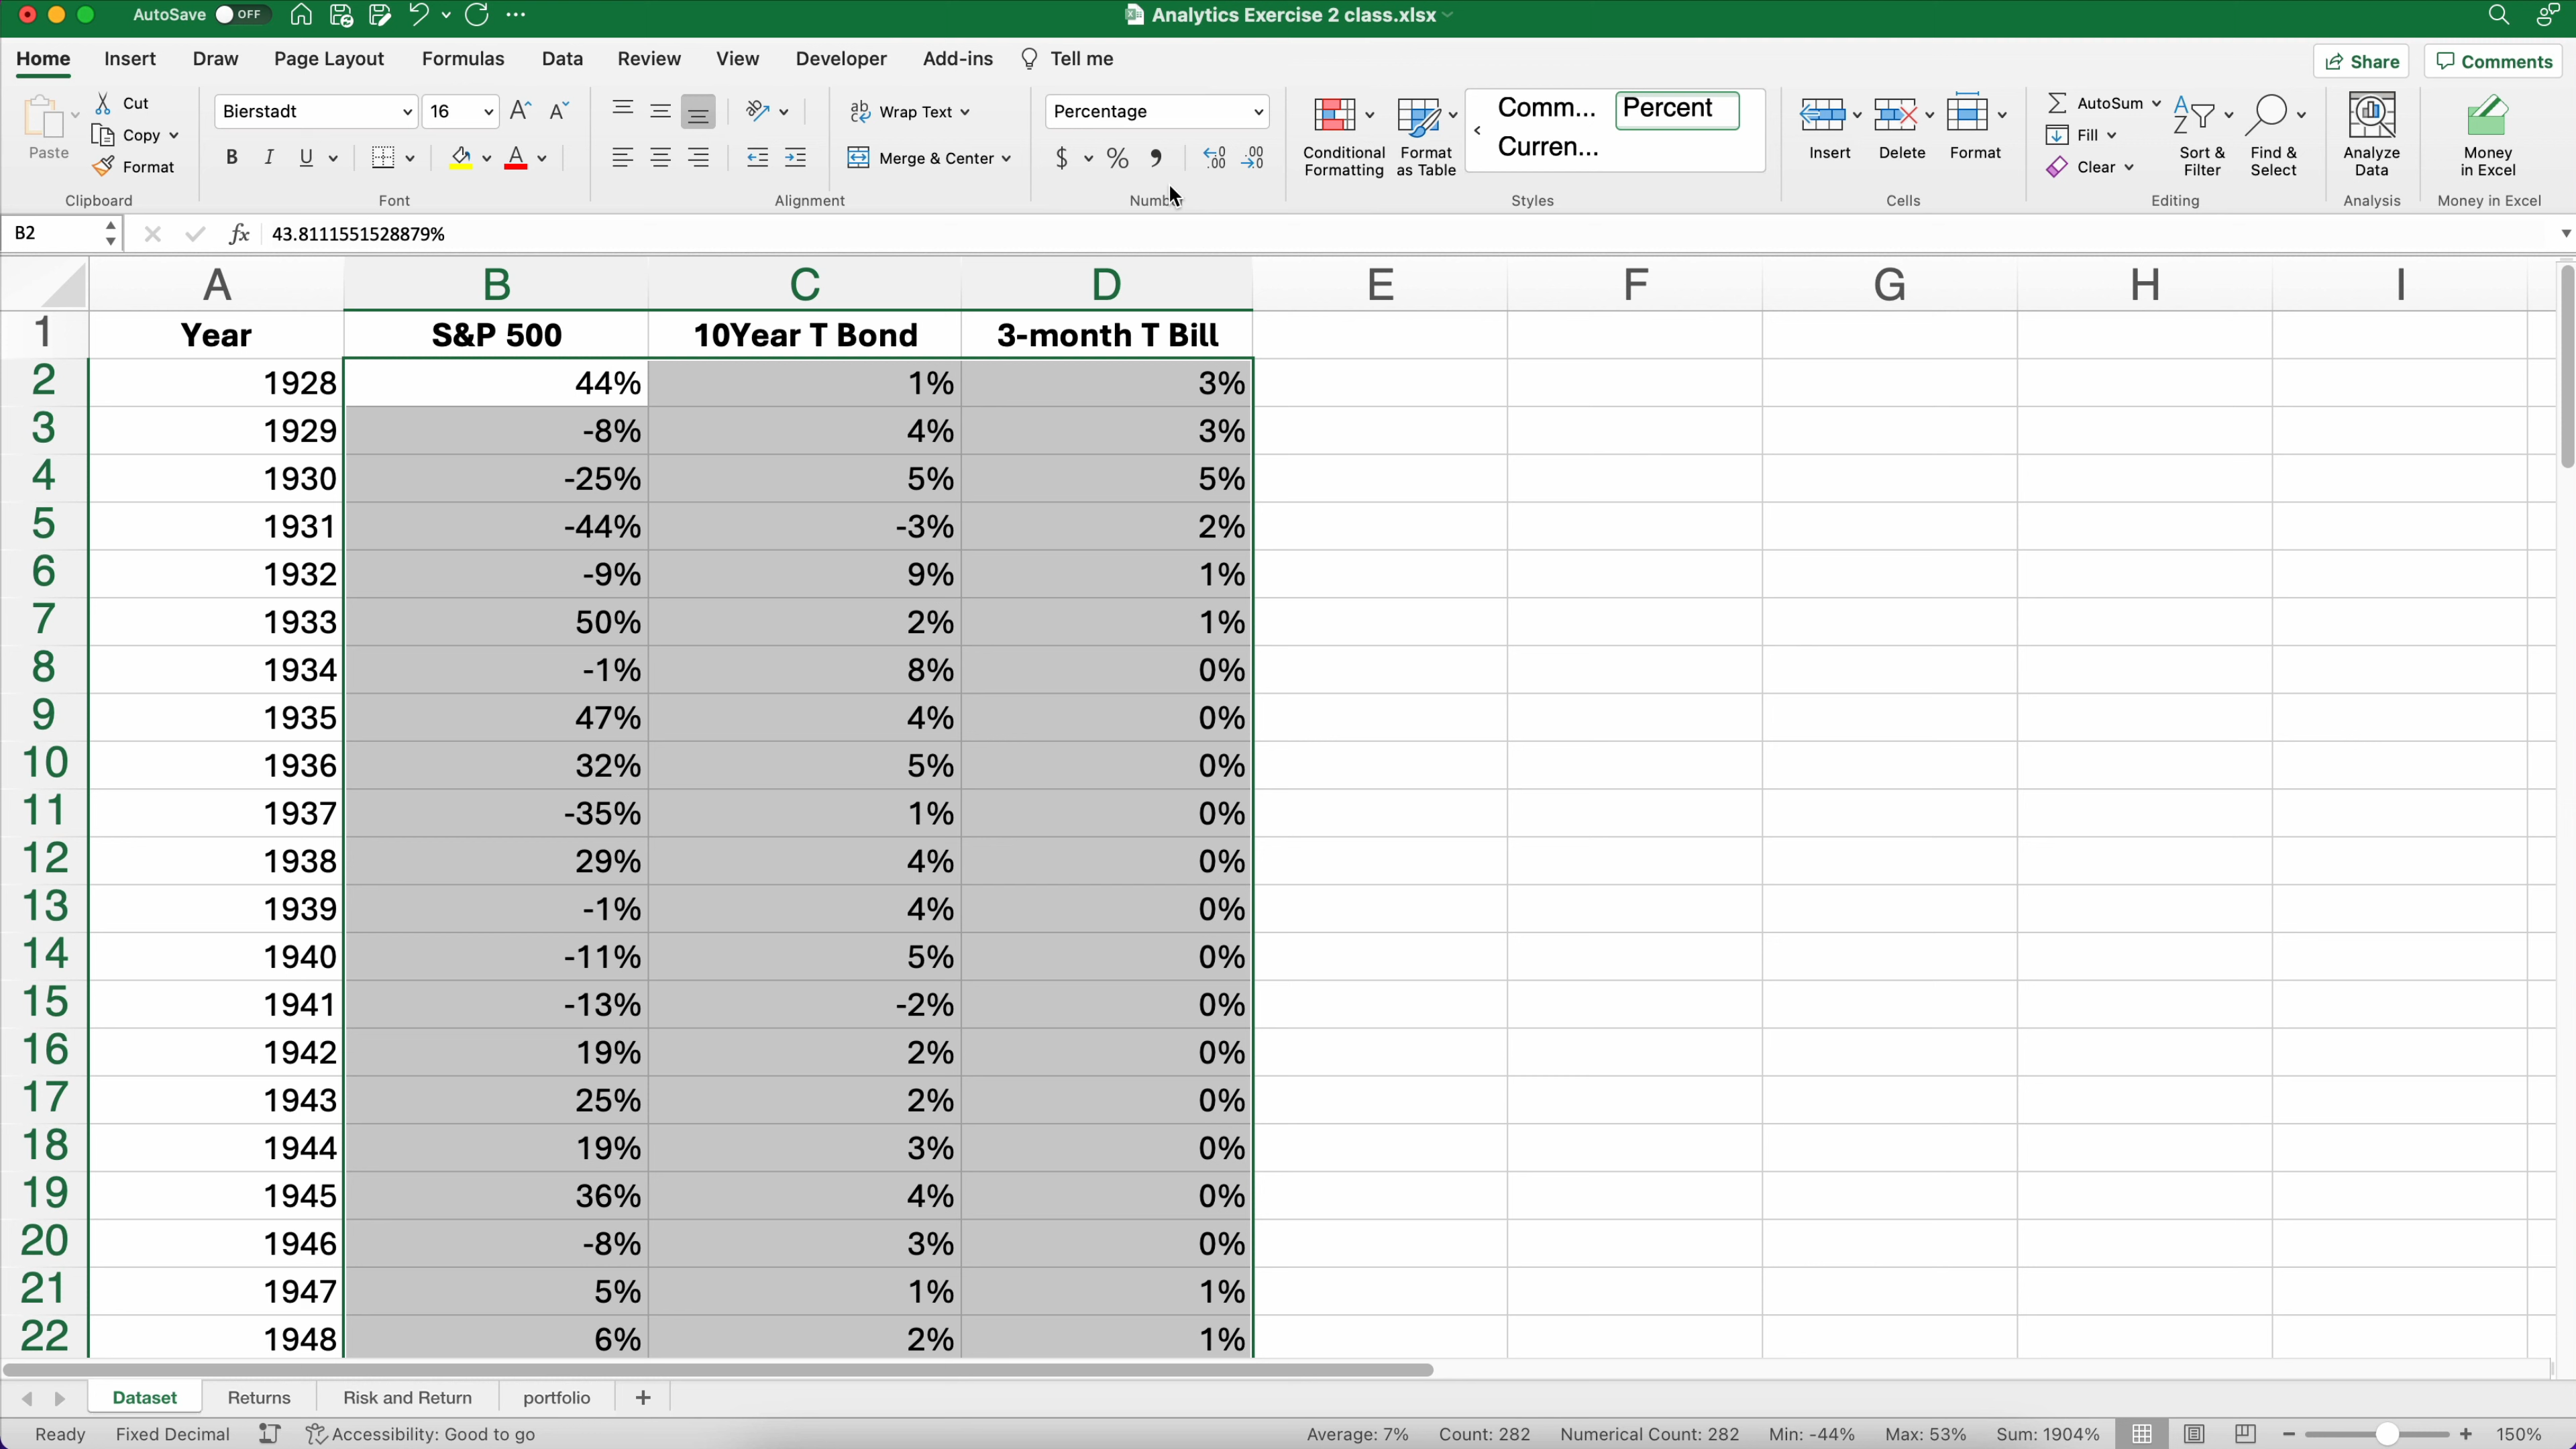 AutoSave OFF Analytics Exercise 2 class.xlsx
Home Insert Draw Page Layout Formulas Data Review View Developer Add-ins Tell me Share Comments
Paste Cut Copy Format Clipboard
Bierstadt 16 B I U A Font
Wrap Text Merge & Center Alignment
Percentage $ % Number
Conditional Formatting Format as Table Comm... Percent Curren... Styles
Insert Delete Format Cells
AutoSum Fill Clear Sort & Filter Find & Select Editing
Analyze Data Analysis
Money in Excel Money in Excel
B2 fx 43.8111551528879%
A B C D E F G H I
1 Year S&P 500 10Year T Bond 3-month T Bill
2 1928 44% 1% 3%
3 1929 -8% 4% 3%
4 1930 -25% 5% 5%
5 1931 -44% -3% 2%
6 1932 -9% 9% 1%
7 1933 50% 2% 1%
8 1934 -1% 8% 0%
9 1935 47% 4% 0%
10 1936 32% 5% 0%
11 1937 -35% 1% 0%
12 1938 29% 4% 0%
13 1939 -1% 4% 0%
14 1940 -11% 5% 0%
15 1941 -13% -2% 0%
16 1942 19% 2% 0%
17 1943 25% 2% 0%
18 1944 19% 3% 0%
19 1945 36% 4% 0%
20 1946 -8% 3% 0%
21 1947 5% 1% 1%
22 1948 6% 2% 1%
Dataset Returns Risk and Return portfolio +
Ready Fixed Decimal Accessibility: Good to go Average: 7% Count: 282 Numerical Count: 282 Min: -44% Max: 53% Sum: 1904% 150%